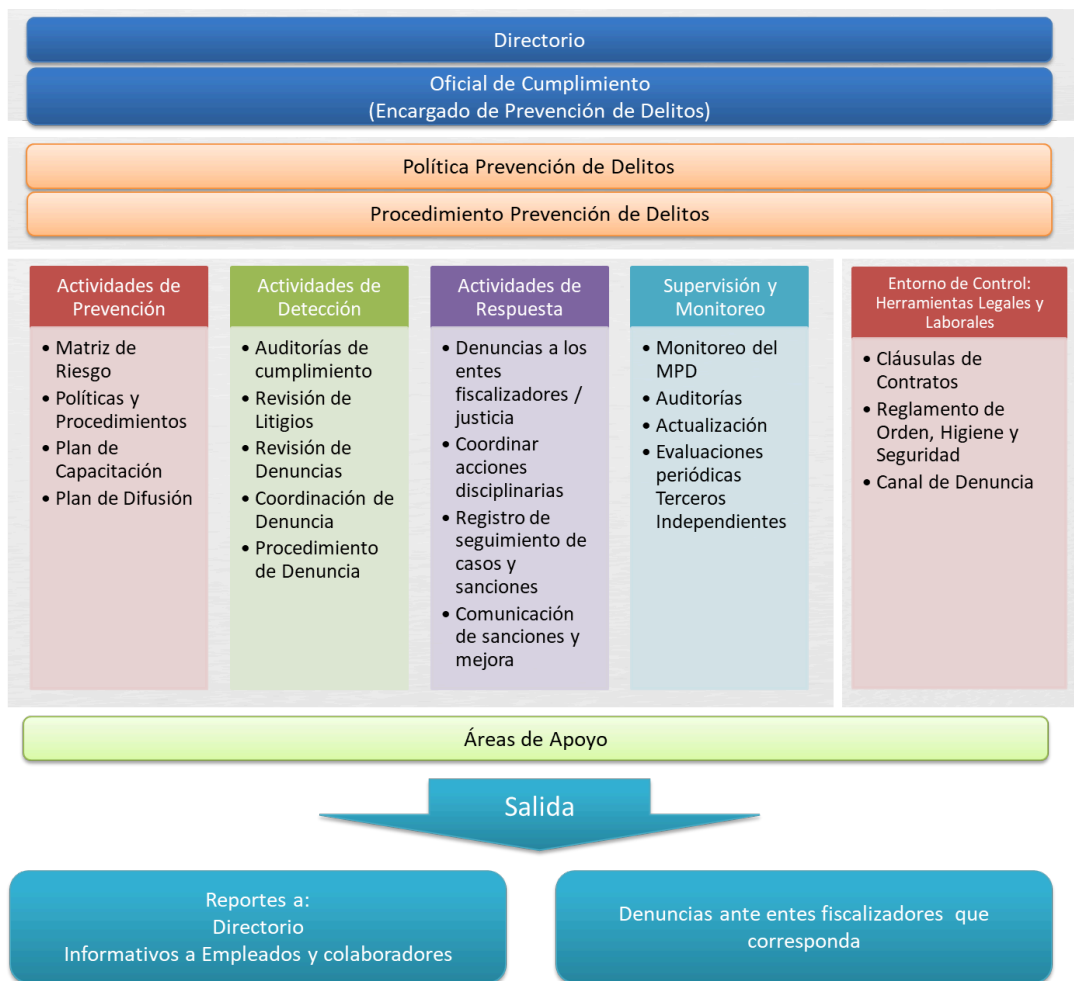 Directorio
Oficial de Cumplimiento
(Encargado de Prevención de Delitos)
Política Prevención de Delitos
Procedimiento Prevención de Delitos
Actividades de
Prevención
• Matriz de
Riesgo
• Políticas y
Procedimientos
• Plan de
Capacitación
• Plan de Difusión
Actividades de
Detección
• Auditorías de
cumplimiento
• Revisión de
Litigios
• Revisión de
Denuncias
• Coordinación de
Denuncia
• Procedimiento
de Denuncia
Actividades de
Respuesta
• Denuncias a los
entes
fiscalizadores /
justicia
• Coordinar
acciones
disciplinarias
• Registro de
seguimiento de
casos y
sanciones
• Comunicación
de sanciones y
mejora
Supervisión y
Monitoreo
• Monitoreo del
MPD
• Auditorías
• Actualización
• Evaluaciones
periódicas
Terceros
Independientes
Entorno de Control:
Herramientas Legales y
Laborales
• Cláusulas de
Contratos
• Reglamento de
Orden, Higiene y
Seguridad
• Canal de Denuncia
Áreas de Apoyo
Salida
Reportes a:
Directorio
Informativos a Empleados y colaboradores
Denuncias ante entes fiscalizadores que
corresponda